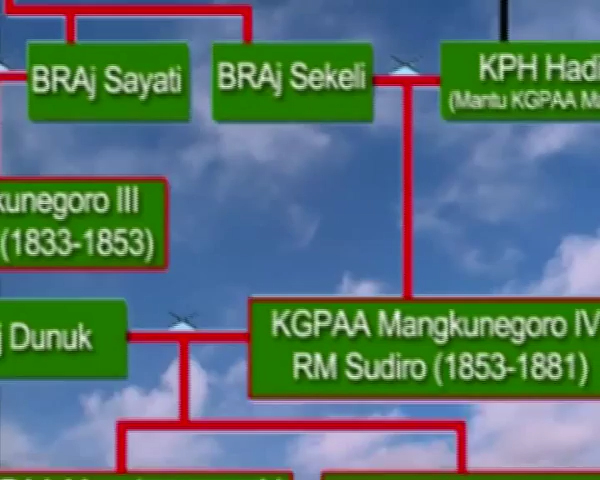 BRAj Sayati
BRAj Sekeli
KPH Hadi
(Mantu KGPAA Ma
kunegoro III
(1833-1853)
j Dunuk
KGPAA Mangkunegoro IV
RM Sudiro (1853-1881)